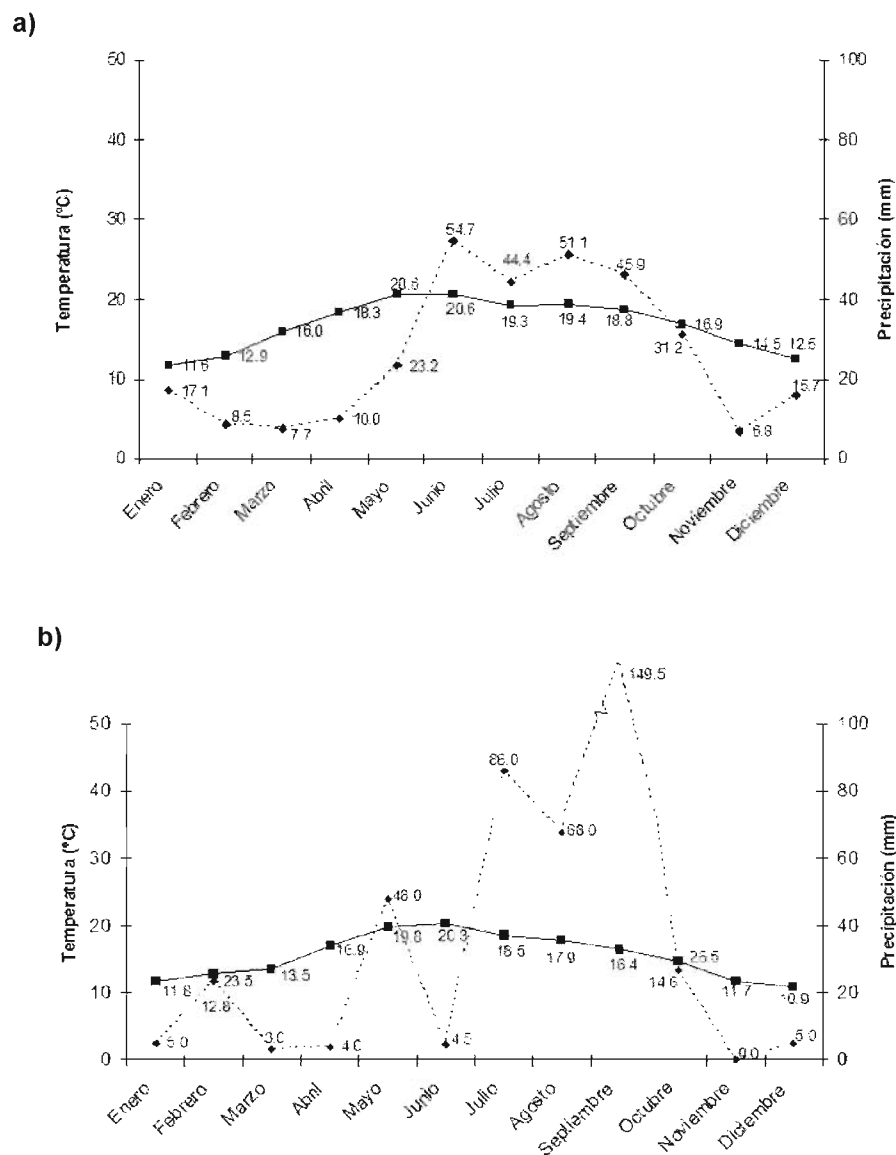 a)
Temperatura (ºC)
Precipitación (mm)
50
40
30
20
10
0
100
80
60
40
20
0
11.6
12.9
16.0
18.3
20.6
20.6
19.3
19.4
18.8
16.9
14.5
12.5
17.1
8.5
7.7
10.0
23.2
54.7
44.4
51.1
45.9
31.2
6.8
15.7
Enero
Febrero
Marzo
Abril
Mayo
Junio
Julio
Agosto
Septiembre
Octubre
Noviembre
Diciembre
b)
Temperatura (ºC)
Precipitación (mm)
50
40
30
20
10
0
100
80
60
40
20
0
11.8
12.8
13.5
16.9
19.8
20.3
18.5
17.9
16.4
14.6
11.7
10.9
5.0
23.5
3.0
4.0
48.0
4.5
86.0
68.0
149.5
26.5
0.0
5.0
Enero
Febrero
Marzo
Abril
Mayo
Junio
Julio
Agosto
Septiembre
Octubre
Noviembre
Diciembre